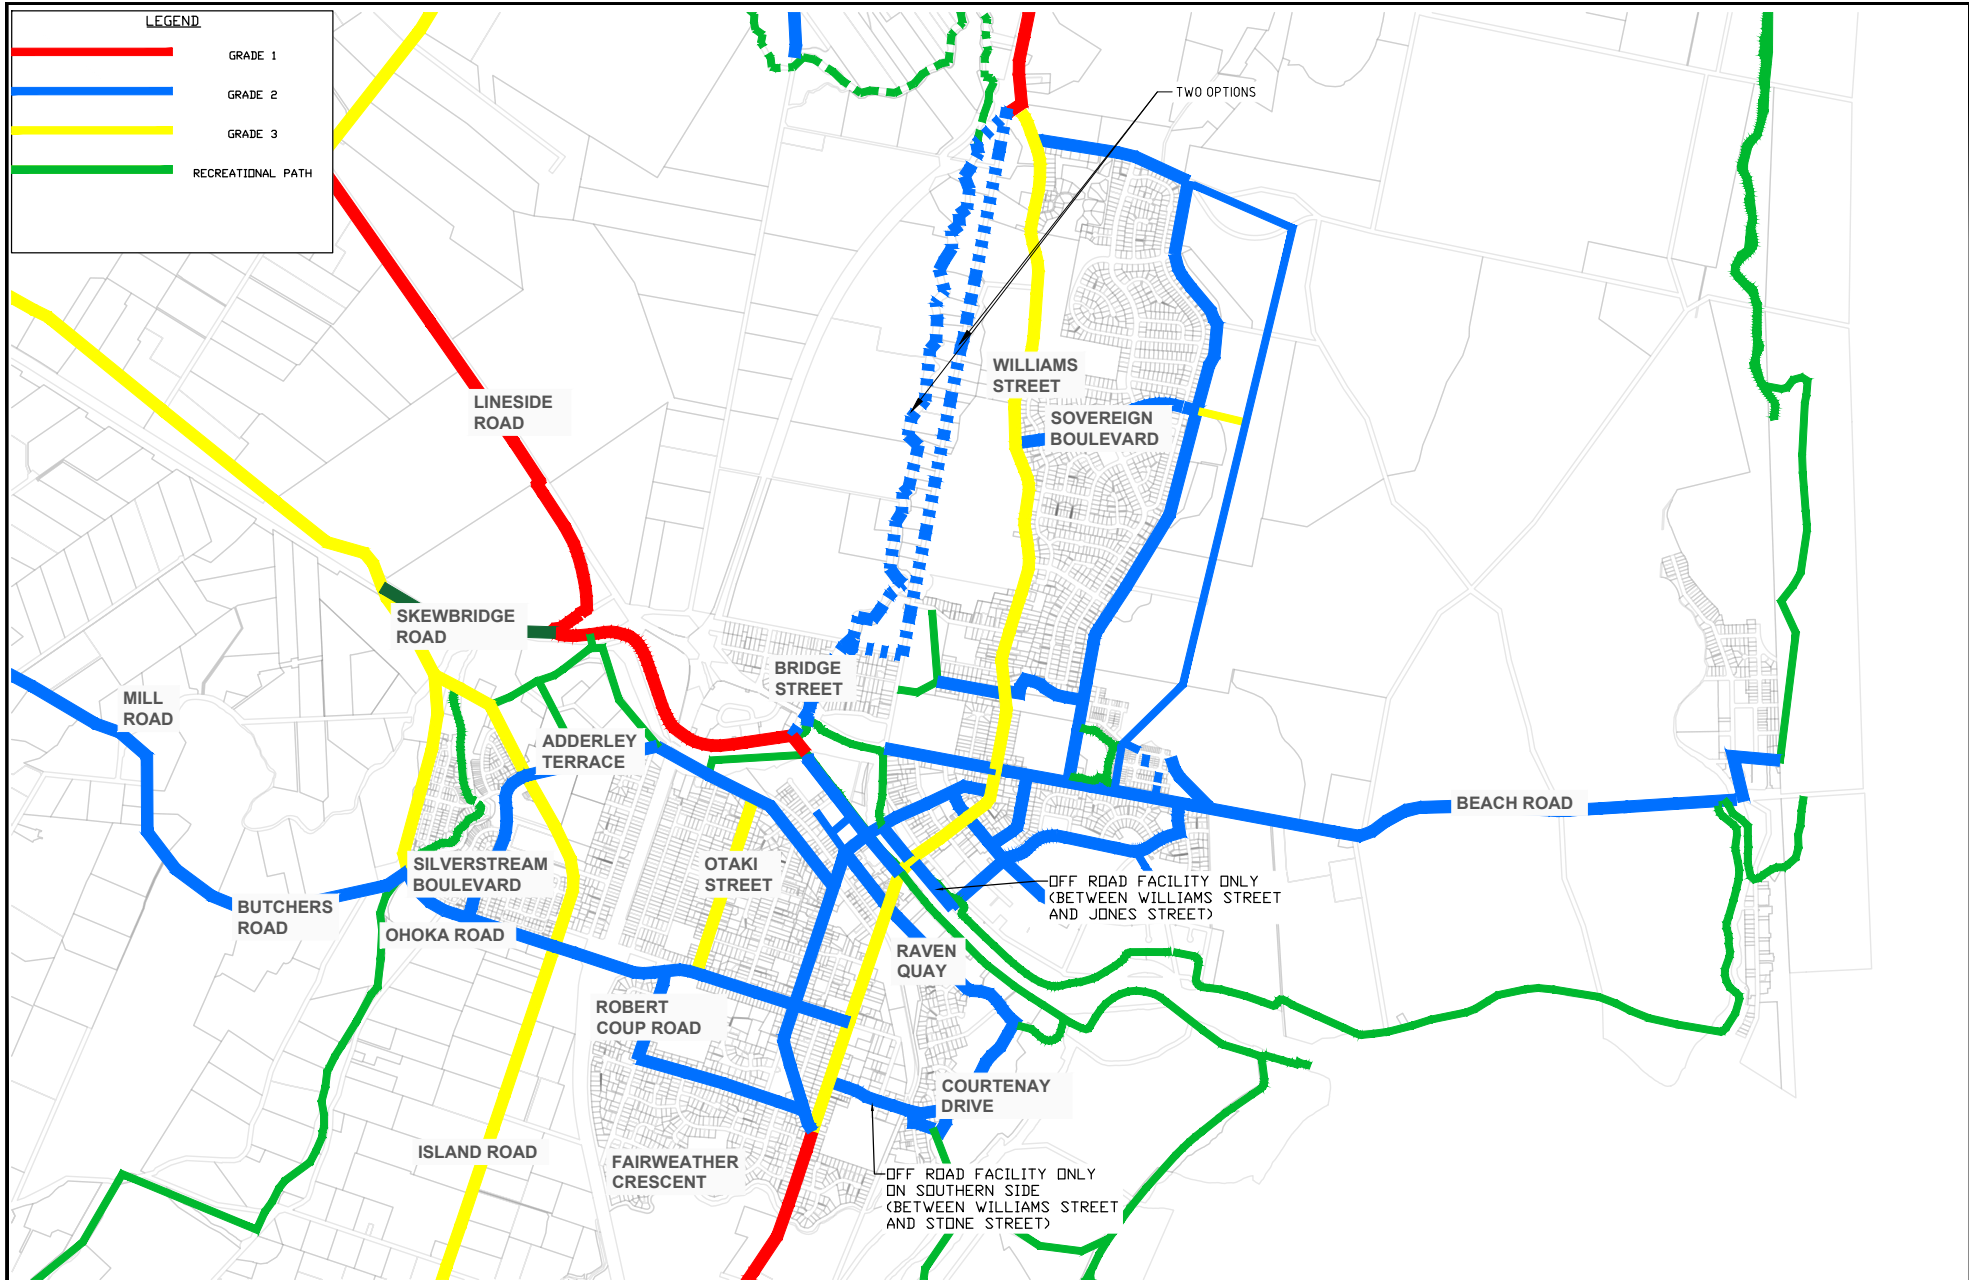 LEGEND
GRADE 1
GRADE 2
GRADE 3
RECREATIONAL PATH
TWO OPTIONS
WILLIAMS
STREET
LINESIDE
ROAD
SOVEREIGN
BOULEVARD
SKEWBRIDGE
ROAD
BRIDGE
STREET
MILL
ROAD
ADDERLEY
TERRACE
BEACH ROAD
SILVERSTREAM
BOULEVARD
OTAKI
STREET
OFF ROAD FACILITY ONLY
(BETWEEN WILLIAMS STREET
AND JONES STREET)
BUTCHERS
ROAD
OHOKA ROAD
RAVEN
QUAY
ROBERT
COUP ROAD
COURTENAY
DRIVE
ISLAND ROAD
FAIRWEATHER
CRESCENT
OFF ROAD FACILITY ONLY
ON SOUTHERN SIDE
(BETWEEN WILLIAMS STREET
AND STONE STREET)